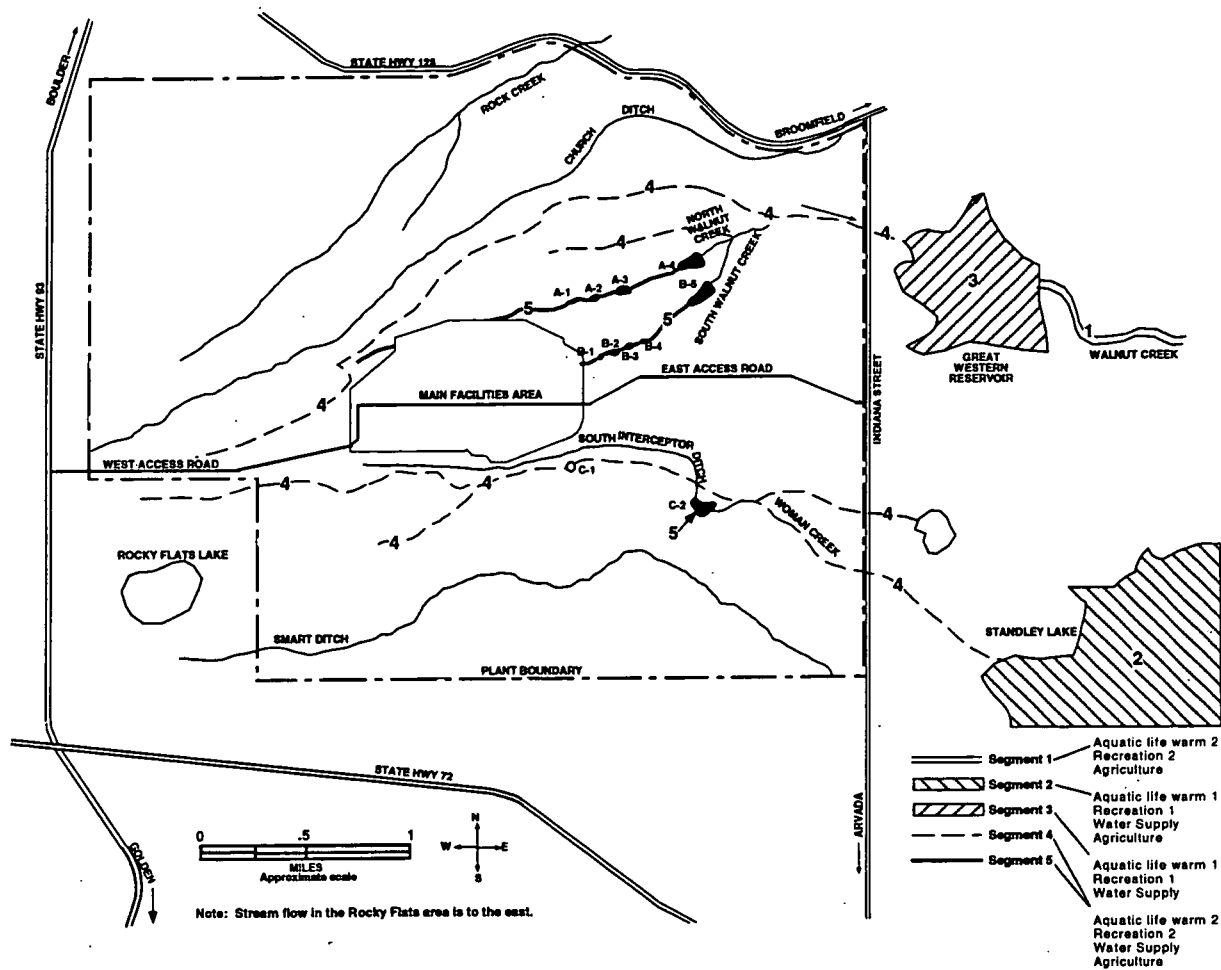 BOULDER
STATE HWY 128
ROCK CREEK
CHURCH
DITCH
BROOMFIELD
4
4
NORTH
WALNUT
CREEK
4
4
A-1
A-2
A-3
A-4
B-5
5
5
SOUTH WALNUT CREEK
B-1
B-2
B-3
B-4
3
GREAT
WESTERN
RESERVOIR
1
WALNUT CREEK
STATE HWY 93
EAST ACCESS ROAD
INDIANA STREET
MAIN FACILITIES AREA
4
WEST ACCESS ROAD
SOUTH INTERCEPTOR
DITCH
C-1
4
4
4
C-2
5
WOMAN CREEK
4
4
ROCKY FLATS LAKE
STANDLEY LAKE
2
SMART DITCH
PLANT BOUNDARY
STATE HWY 72
GOLDEN
ARVADA
0 .5 1
MILES
Approximate scale
N
W E
S
Note: Stream flow in the Rocky Flats area is to the east.
Segment 1
Segment 2
Segment 3
Segment 4
Segment 5
Aquatic life warm 2
Recreation 2
Agriculture
Aquatic life warm 1
Recreation 1
Water Supply
Agriculture
Aquatic life warm 1
Recreation 1
Water Supply
Aquatic life warm 2
Recreation 2
Water Supply
Agriculture